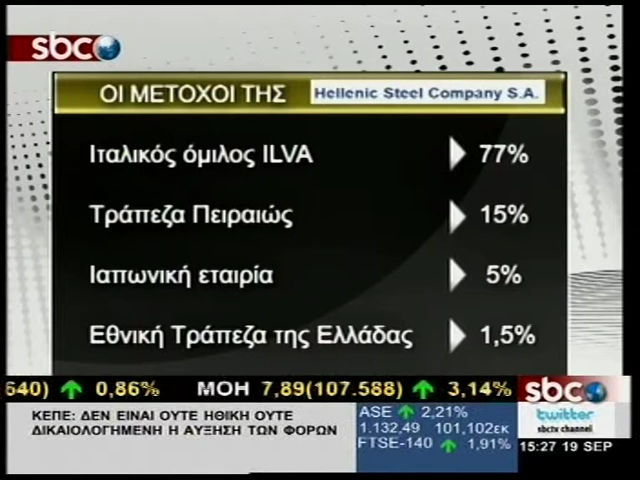 sbc
ΟΙ ΜΕΤΟΧΟΙ ΤΗΣ Hellenic Steel Company S.A.
Ιταλικός όμιλος ILVA 77%
Τράπεζα Πειραιώς 15%
Ιαπωνική εταιρία 5%
Εθνική Τράπεζα της Ελλάδας 1,5%
640) 0,86% ΜΟΗ 7,89(107.588) 3,14%
sbc
ΚΕΠΕ: ΔΕΝ ΕΙΝΑΙ ΟΥΤΕ ΗΘΙΚΗ ΟΥΤΕ
ΔΙΚΑΙΟΛΟΓΗΜΕΝΗ Η ΑΥΞΗΣΗ ΤΩΝ ΦΟΡΩΝ
ASE 2,21%
1.132,49 101,102εκ
FTSE-140 1,91%
twitter
sbctv channel
15:27 19 SEP